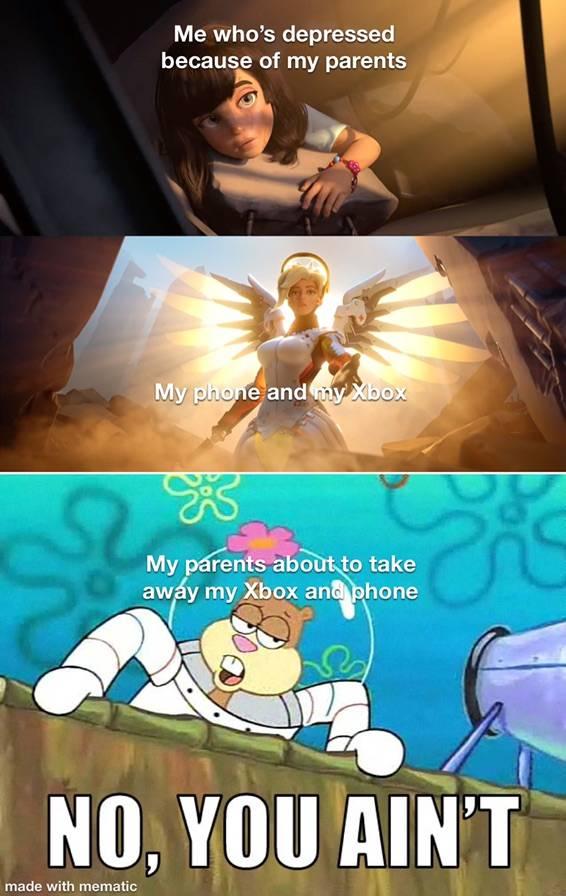 Me who's depressed
because of my parents
My phone and my Xbox
My parents about to take
away my Xbox and phone
NO, YOU AIN'T
made with mematic